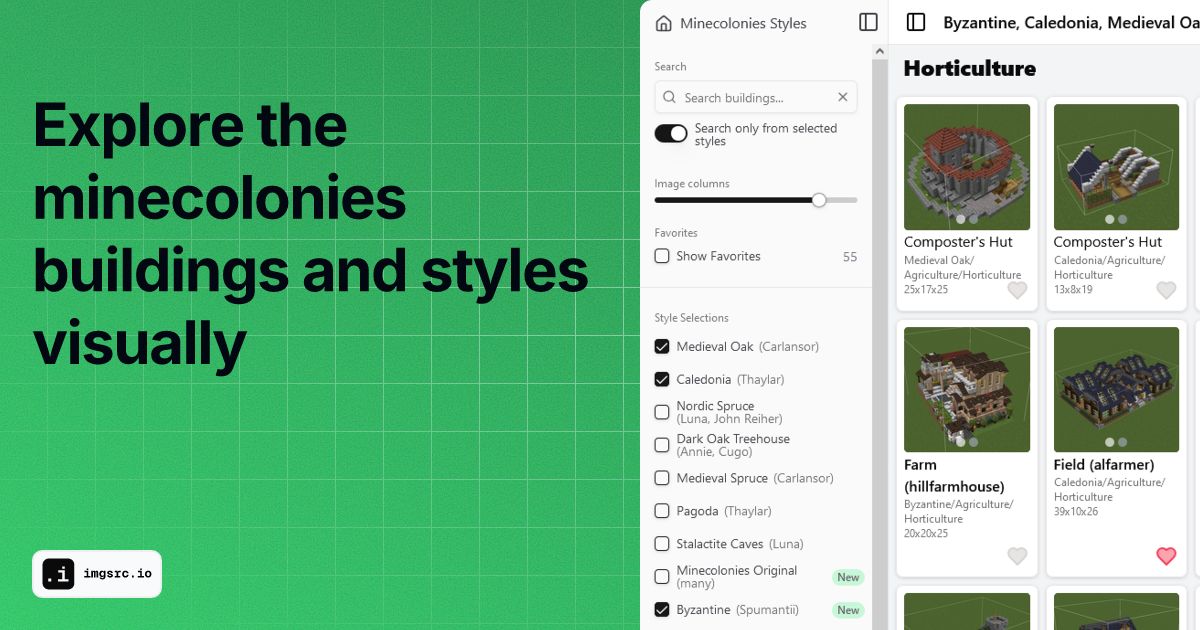 Explore the
minecolonies
buildings and styles
visually
.i imgsrc.io
Minecolonies Styles
Search
Search buildings...
Search only from selected
styles
Image columns
Favorites
Show Favorites 55
Style Selections
Medieval Oak (Carlansor)
Caledonia (Thaylar)
Nordic Spruce
(Luna, John Reiher)
Dark Oak Treehouse
(Annie, Cugo)
Medieval Spruce (Carlansor)
Pagoda (Thaylar)
Stalactite Caves (Luna)
Minecolonies Original
(many) New
Byzantine (Spumantii) New
Byzantine, Caledonia, Medieval Oa
Horticulture
Composter's Hut
Medieval Oak/
Agriculture/Horticulture
25x17x25
Composter's Hut
Caledonia/Agriculture/
Horticulture
13x8x19
Farm
(hillfarmhouse)
Byzantine/Agriculture/
Horticulture
20x20x25
Field (alfarmer)
Caledonia/Agriculture/
Horticulture
39x10x26